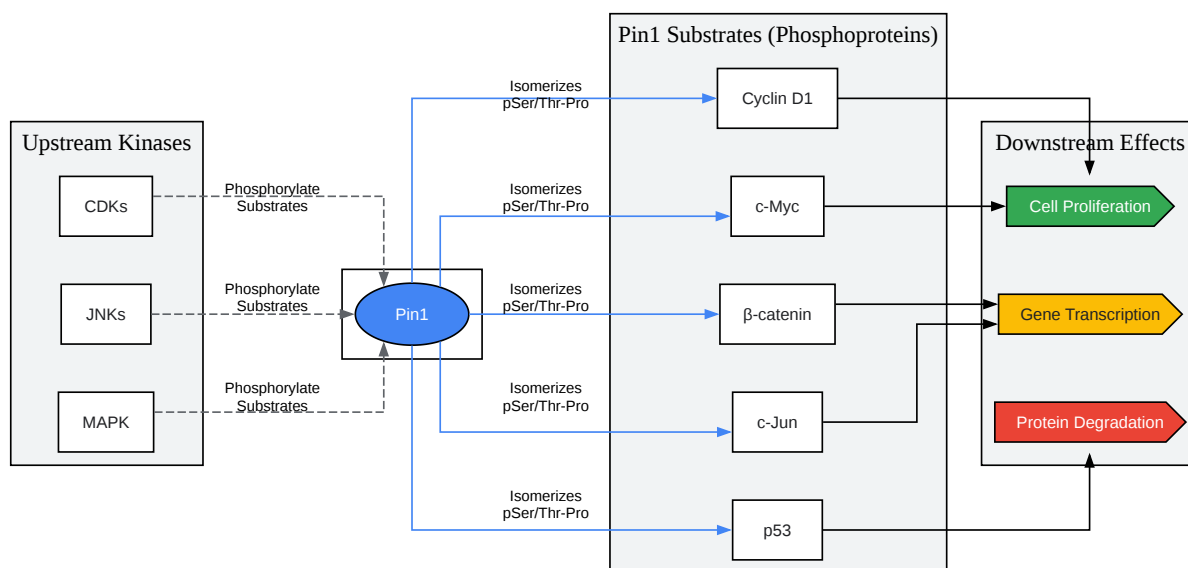 Upstream Kinases
CDKs
JNKs
MAPK
Phosphorylate
Substrates
Phosphorylate
Substrates
Phosphorylate
Substrates
Pin1
Isomerizes
pSer/Thr-Pro
Isomerizes
pSer/Thr-Pro
Isomerizes
pSer/Thr-Pro
Isomerizes
pSer/Thr-Pro
Isomerizes
pSer/Thr-Pro
Pin1 Substrates (Phosphoproteins)
Cyclin D1
c-Myc
β-catenin
c-Jun
p53
Downstream Effects
Cell Proliferation
Gene Transcription
Protein Degradation